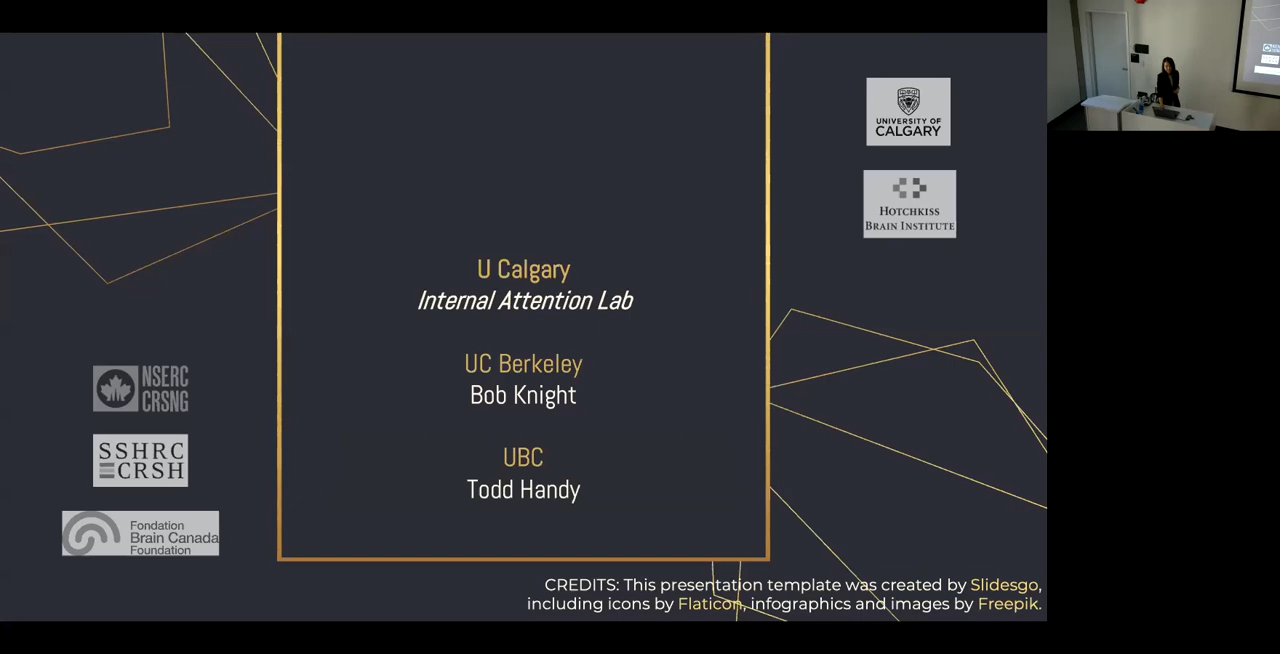 UNIVERSITY OF
CALGARY
HOTCHKISS
BRAIN INSTITUTE
U Calgary
Internal Attention Lab
UC Berkeley
Bob Knight
UBC
Todd Handy
NSERC
CRSNG
SSHRC
CRSH
Fondation
Brain Canada
Foundation
CREDITS: This presentation template was created by Slidesgo,
including icons by Flaticon, infographics and images by Freepik.